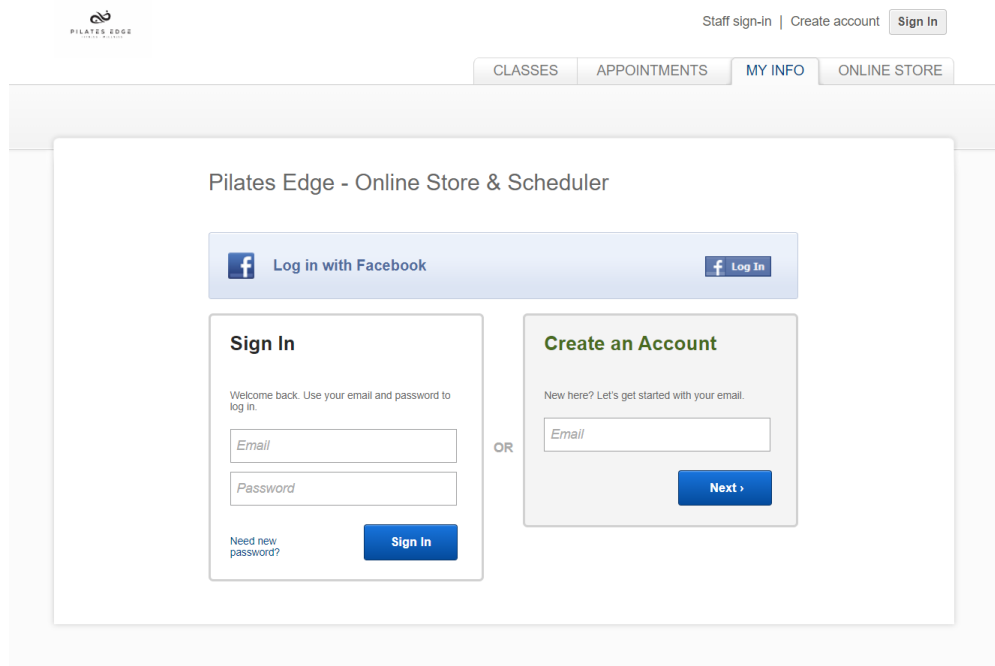 PILATES EDGE
Staff sign-in | Create account Sign In
CLASSES APPOINTMENTS MY INFO ONLINE STORE
Pilates Edge - Online Store & Scheduler
f Log in with Facebook f Log In
Sign In
Welcome back. Use your email and password to
log in.
Email
Password
Need new
password?
Sign In
OR
Create an Account
New here? Let's get started with your email.
Email
Next ›